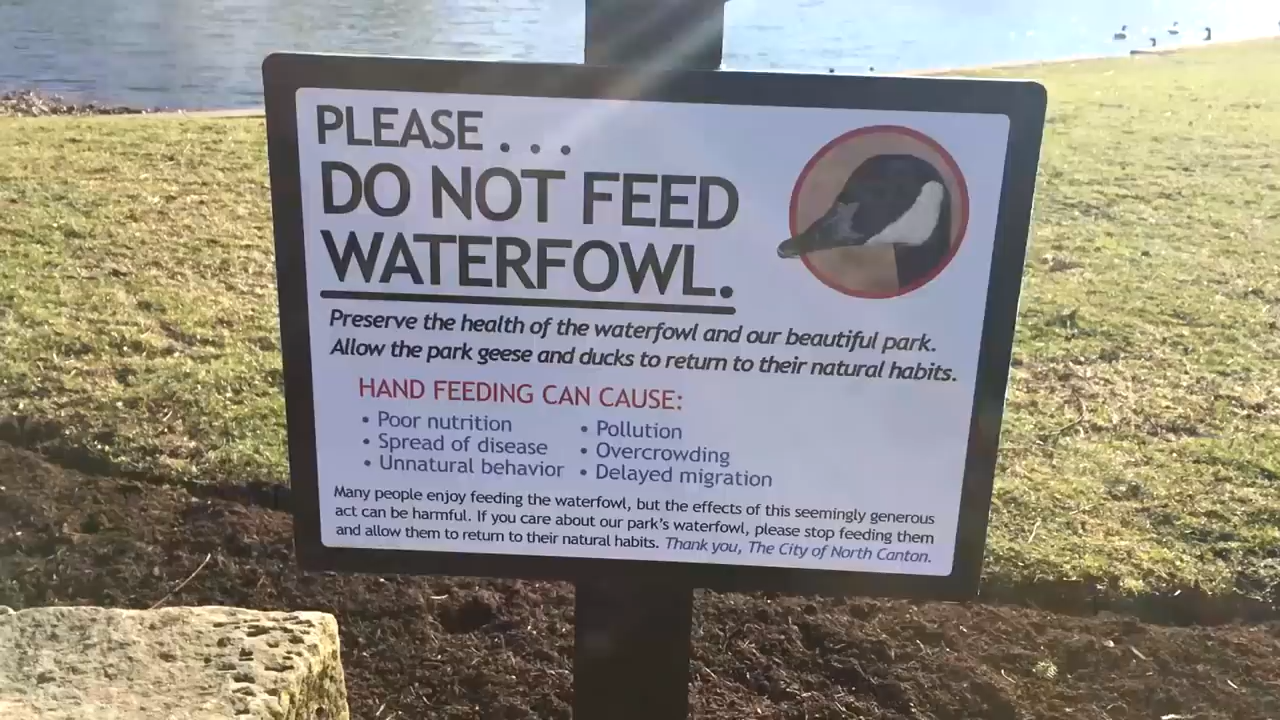 PLEASE . . .
DO NOT FEED
WATERFOWL.
Preserve the health of the waterfowl and our beautiful park.
Allow the park geese and ducks to return to their natural habits.
HAND FEEDING CAN CAUSE:
• Poor nutrition
• Spread of disease
• Unnatural behavior
• Pollution
• Overcrowding
• Delayed migration
Many people enjoy feeding the waterfowl, but the effects of this seemingly generous
act can be harmful. If you care about our park's waterfowl, please stop feeding them
and allow them to return to their natural habits. Thank you, The City of North Canton.